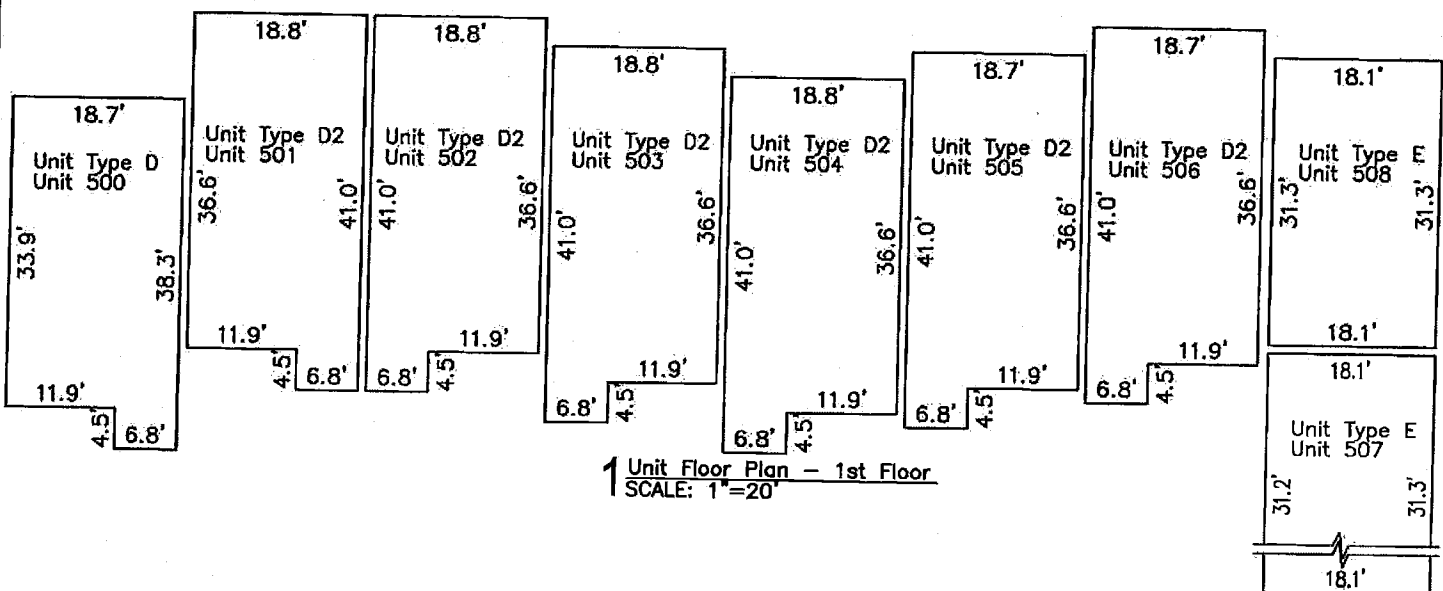 18.7'
Unit Type D
Unit 500
33.9'
38.3'
11.9'
4.5'
6.8'
18.8'
Unit Type D2
Unit 501
36.6'
41.0'
11.9'
4.5'
6.8'
18.8'
Unit Type D2
Unit 502
41.0'
36.6'
11.9'
6.8'
4.5'
18.8'
Unit Type D2
Unit 503
41.0'
36.6'
11.9'
6.8'
4.5'
18.8'
Unit Type D2
Unit 504
41.0'
36.6'
11.9'
6.8'
4.5'
18.7'
Unit Type D2
Unit 505
41.0'
36.6'
11.9'
6.8'
4.5'
18.7'
Unit Type D2
Unit 506
41.0'
36.6'
11.9'
6.8'
4.5'
18.1'
Unit Type E
Unit 508
31.3'
31.3'
18.1'
18.1'
Unit Type E
Unit 507
31.2'
31.3'
18.1'
1 Unit Floor Plan – 1st Floor
SCALE: 1"=20'